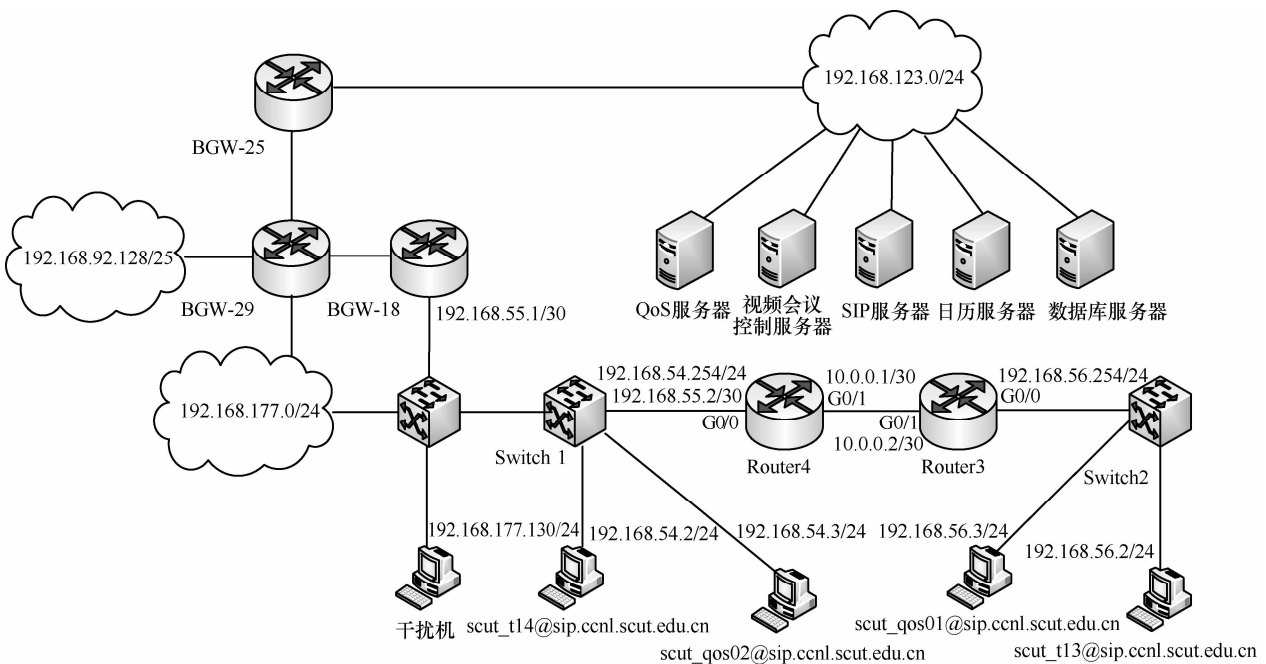 192.168.123.0/24
BGW-25
192.168.92.128/25
BGW-29
BGW-18
192.168.55.1/30
QoS服务器
视频会议
控制服务器
SIP服务器
日历服务器
数据库服务器
192.168.177.0/24
Switch 1
192.168.54.254/24
192.168.55.2/30
G0/0
Router4
10.0.0.1/30
G0/1
G0/1
10.0.0.2/30
Router3
192.168.56.254/24
G0/0
Switch2
192.168.177.130/24
192.168.54.2/24
192.168.54.3/24
192.168.56.3/24
192.168.56.2/24
干扰机
scut_t14@sip.ccnl.scut.edu.cn
scut_qos02@sip.ccnl.scut.edu.cn
scut_qos01@sip.ccnl.scut.edu.cn
scut_t13@sip.ccnl.scut.edu.cn